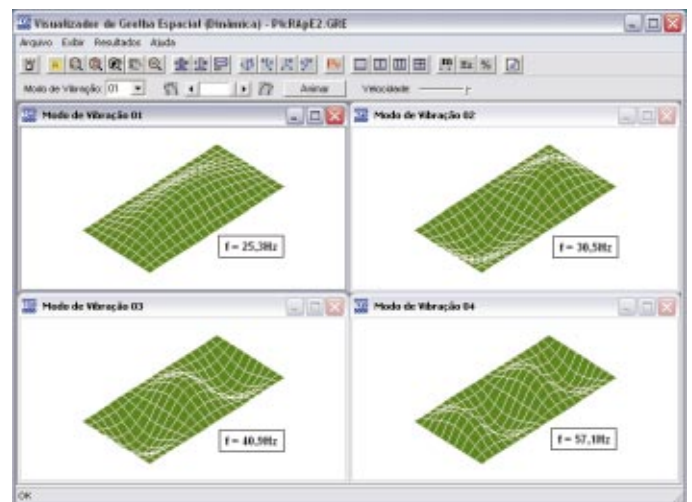 Visualizador de Grelha Espacial (Dinâmica) - PlcRApE2.GRE
Arquivo Exibir Resultados Ajuda
Modo de Vibração: 01 Animar Velocidade:
Modo de Vibração 01
f = 25,3Hz
Modo de Vibração 02
f = 30,5Hz
Modo de Vibração 03
f = 40,9Hz
Modo de Vibração 04
f = 57,1Hz
OK